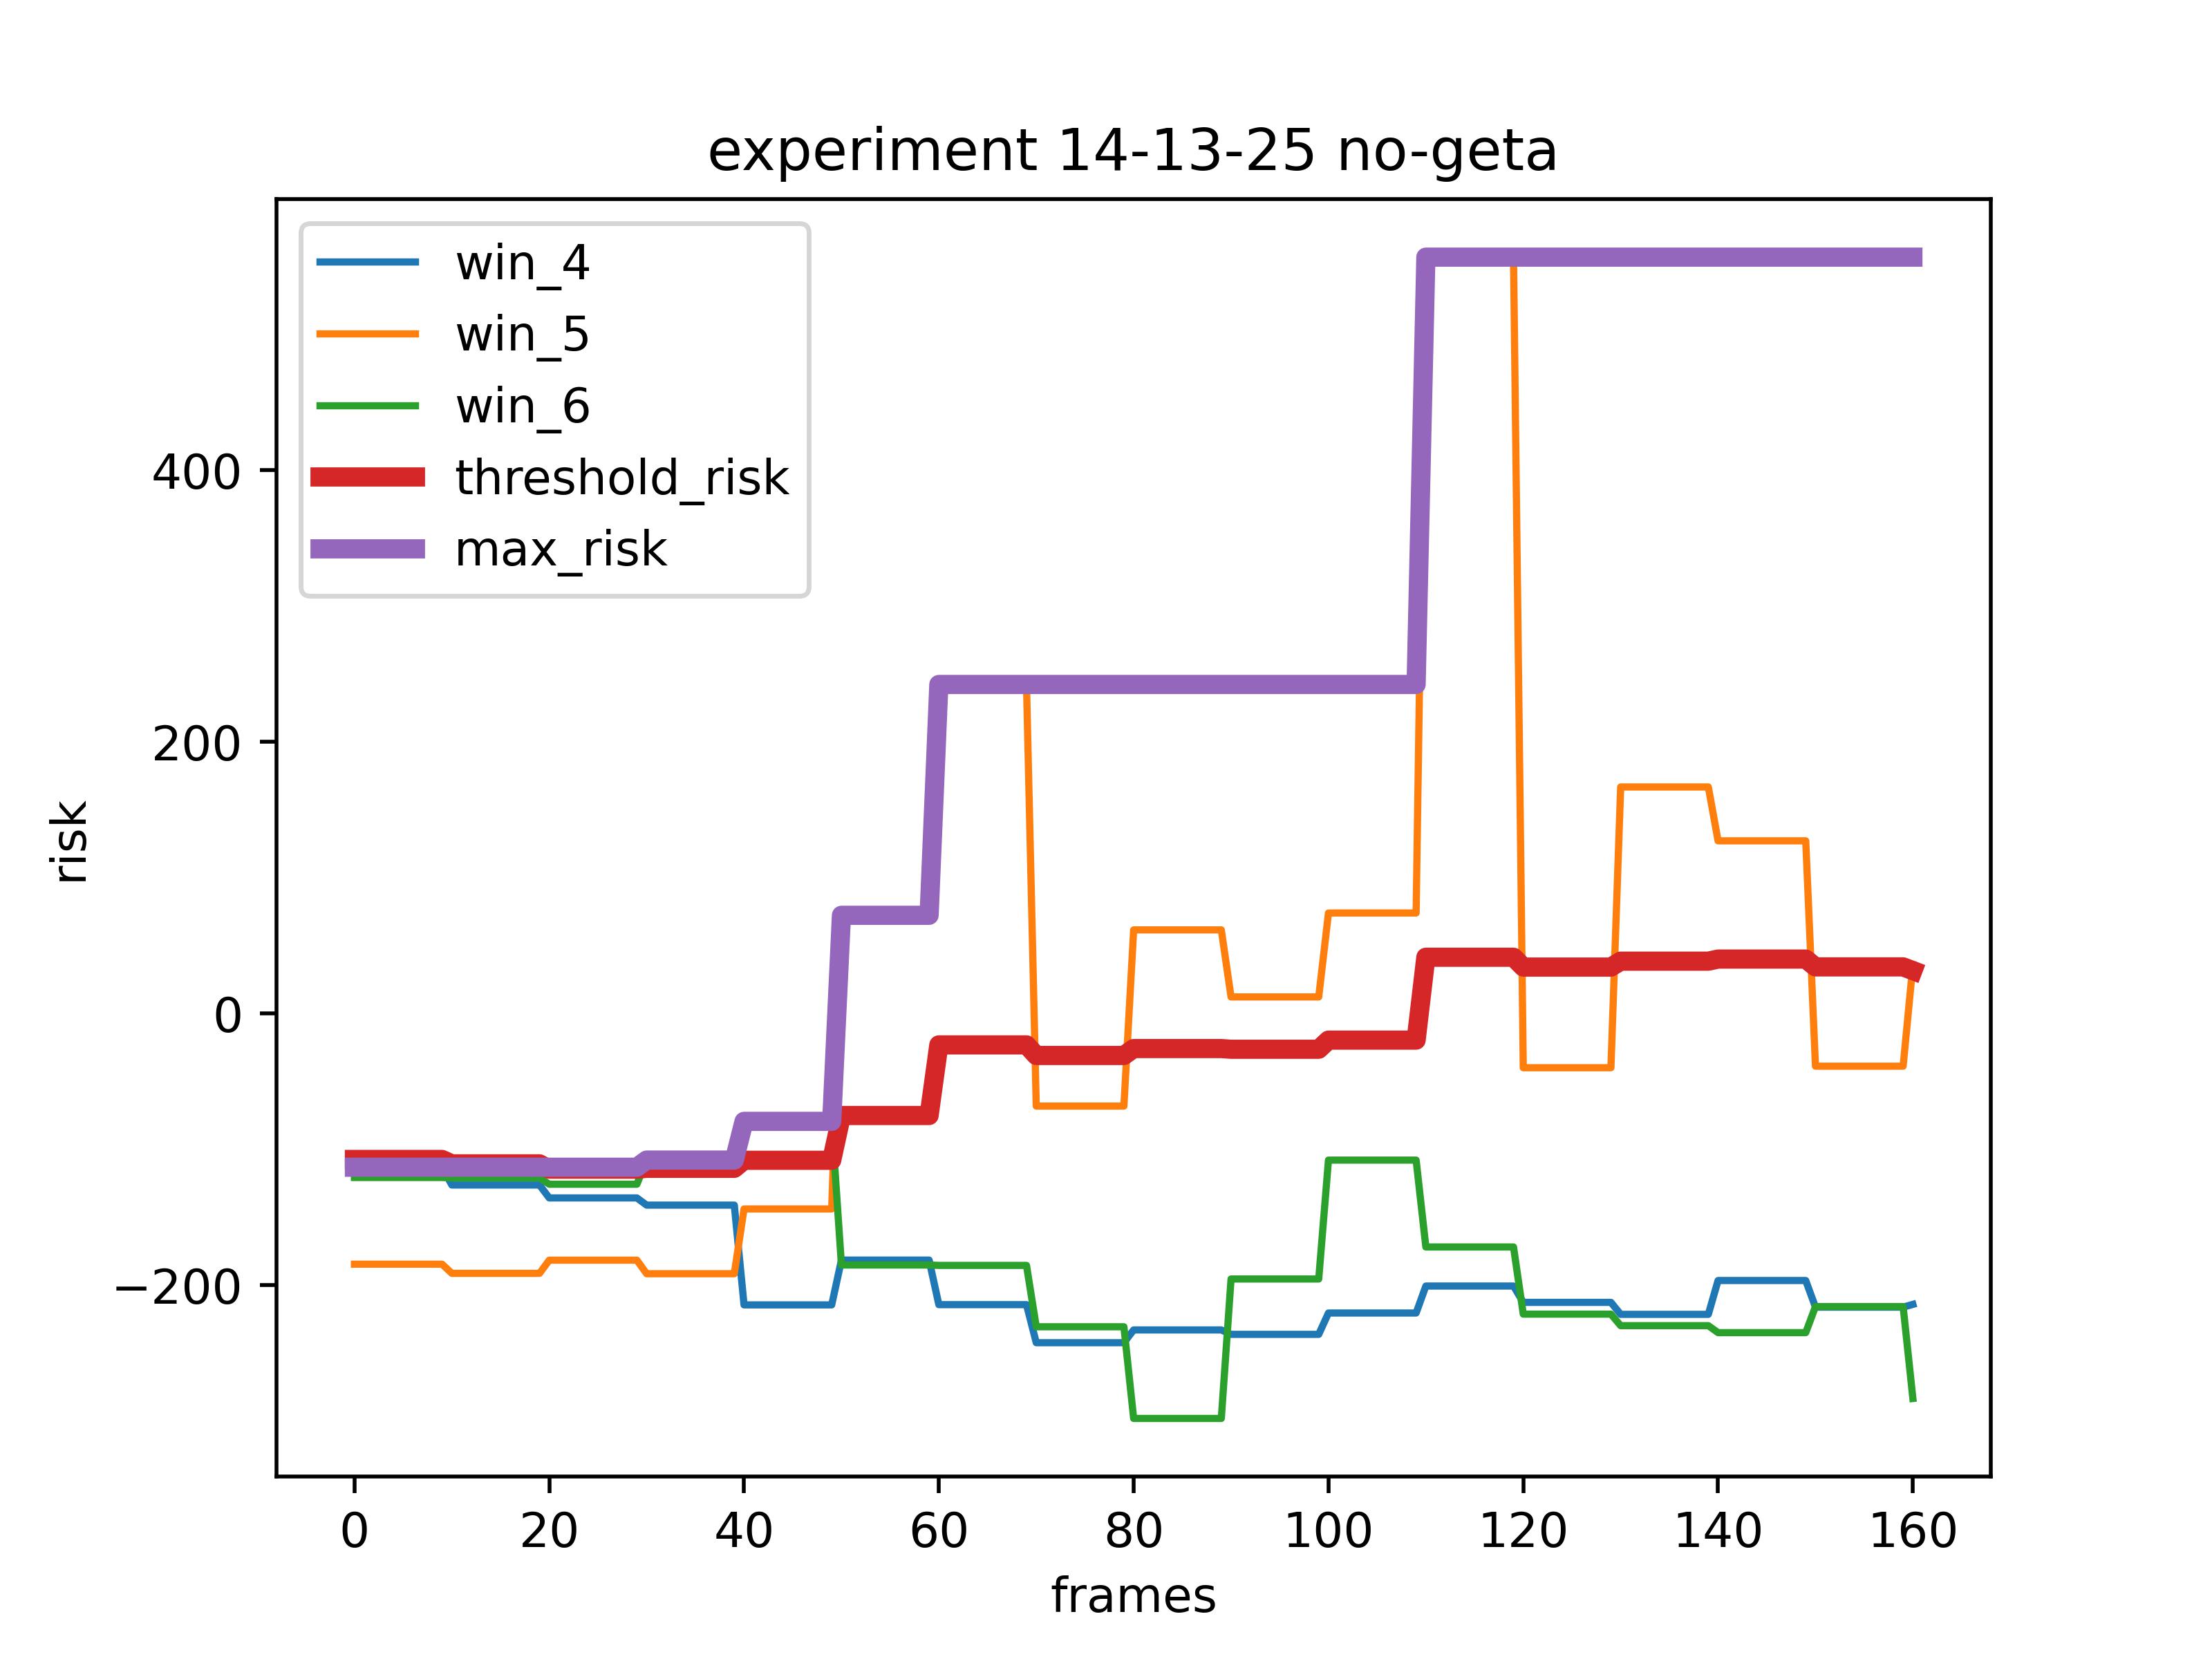 experiment 14-13-25 no-geta
win_4
win_5
win_6
threshold_risk
max_risk
400
200
0
−200
risk
0 20 40 60 80 100 120 140 160
frames